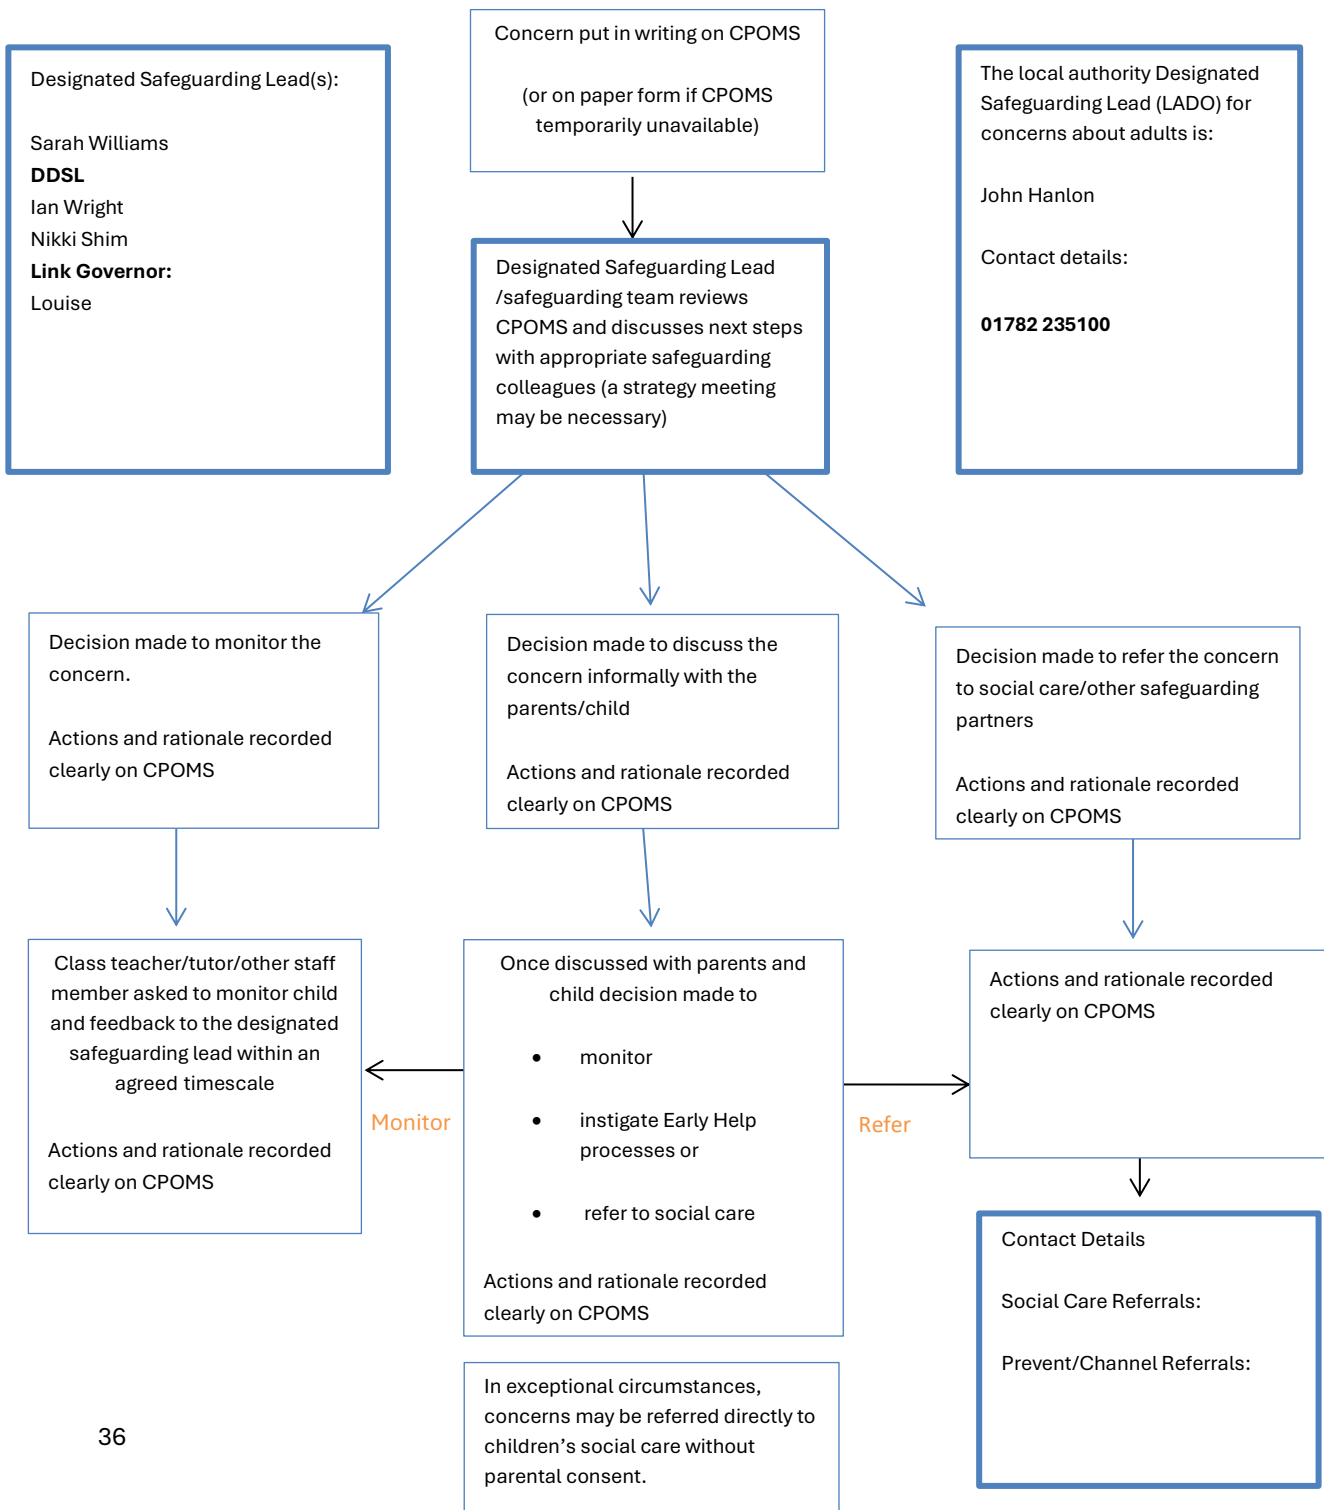 Concern put in writing on CPOMS
(or on paper form if CPOMS
temporarily unavailable)
Designated Safeguarding Lead(s):
Sarah Williams
DDSL
Ian Wright
Nikki Shim
Link Governor:
Louise
The local authority Designated
Safeguarding Lead (LADO) for
concerns about adults is:
John Hanlon
Contact details:
01782 235100
Designated Safeguarding Lead
/safeguarding team reviews
CPOMS and discusses next steps
with appropriate safeguarding
colleagues (a strategy meeting
may be necessary)
Decision made to monitor the
concern.
Actions and rationale recorded
clearly on CPOMS
Decision made to discuss the
concern informally with the
parents/child
Actions and rationale recorded
clearly on CPOMS
Decision made to refer the concern
to social care/other safeguarding
partners
Actions and rationale recorded
clearly on CPOMS
Class teacher/tutor/other staff
member asked to monitor child
and feedback to the designated
safeguarding lead within an
agreed timescale
Actions and rationale recorded
clearly on CPOMS
Monitor
Once discussed with parents and
child decision made to
• monitor
• instigate Early Help
processes or
• refer to social care
Actions and rationale recorded
clearly on CPOMS
Refer
Actions and rationale recorded
clearly on CPOMS
Contact Details
Social Care Referrals:
Prevent/Channel Referrals:
In exceptional circumstances,
concerns may be referred directly to
children’s social care without
parental consent.
36